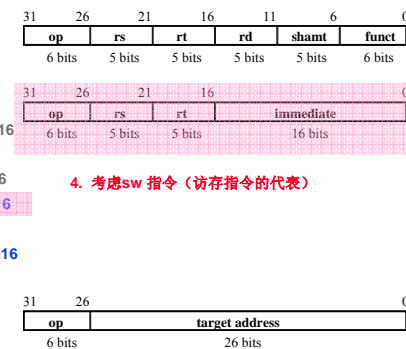 31 26 21 16 11 6 0
op rs rt rd shamt funct
6 bits 5 bits 5 bits 5 bits 5 bits 6 bits
31 26 21 16 0
op rs rt immediate
16
6 bits 5 bits 5 bits 16 bits
6
4. 考虑sw 指令（访存指令的代表）
6
16
31 26 0
op target address
6 bits 26 bits